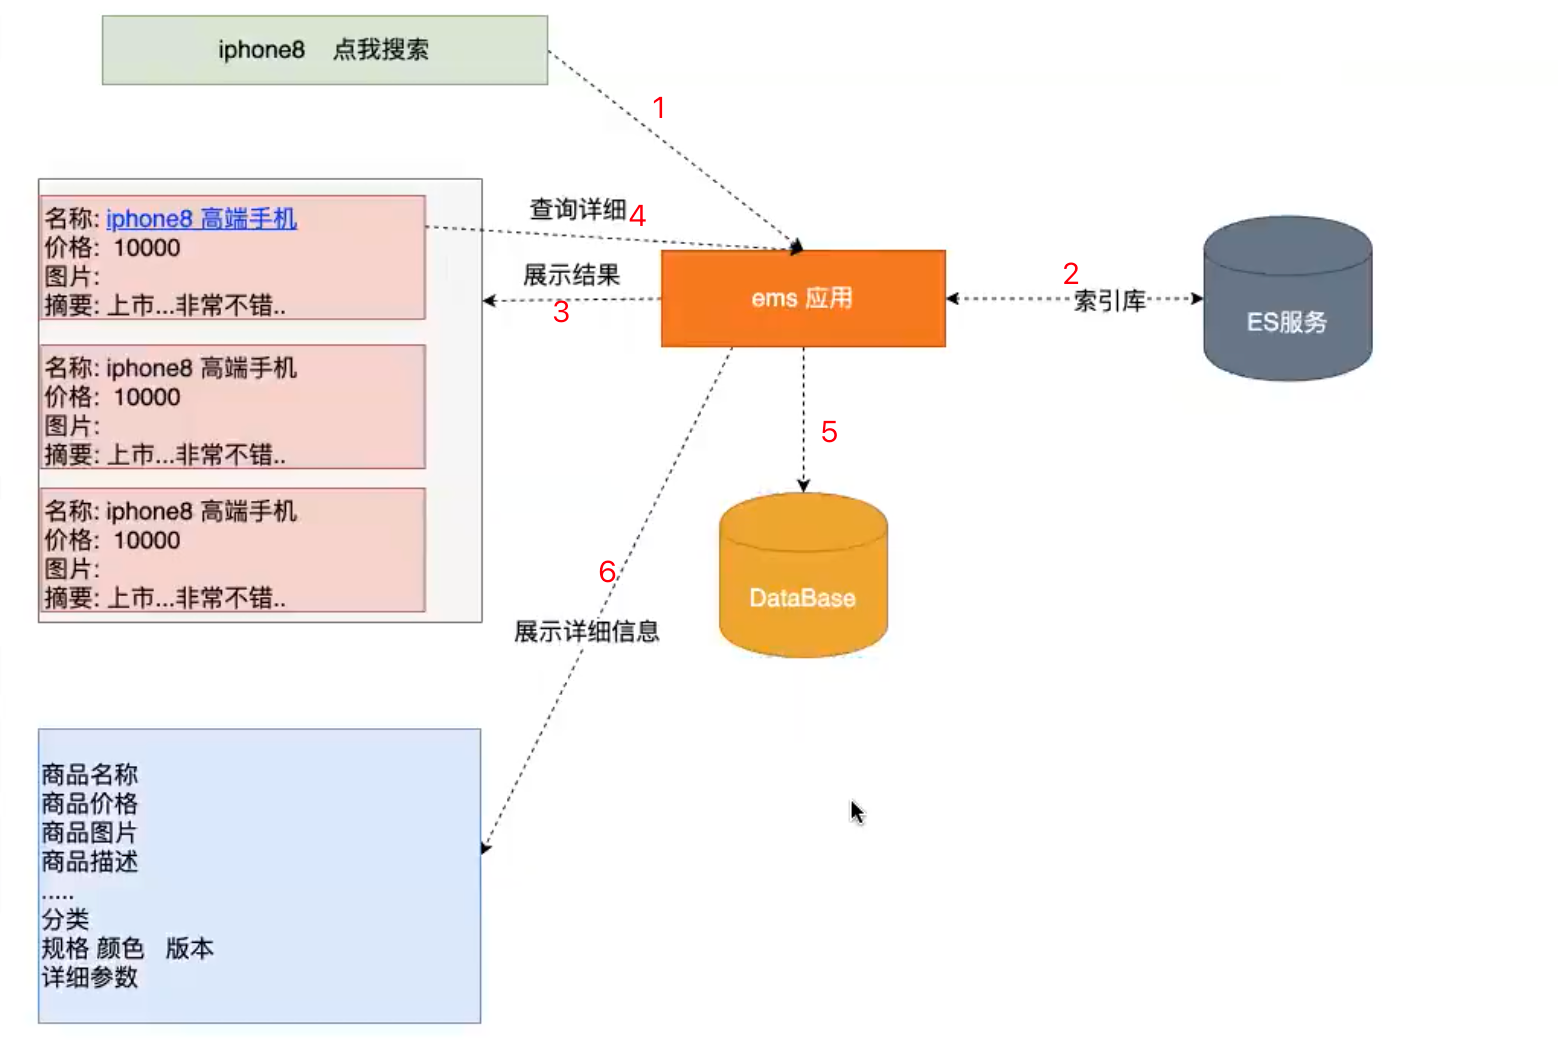 iphone8 点我搜索
1
名称: iphone8 高端手机
价格: 10000
图片:
摘要: 上市...非常不错..
查询详细
4
展示结果
3
ems 应用
2
索引库
ES服务
名称: iphone8 高端手机
价格: 10000
图片:
摘要: 上市...非常不错..
5
名称: iphone8 高端手机
价格: 10000
图片:
摘要: 上市...非常不错..
6
DataBase
展示详细信息
商品名称
商品价格
商品图片
商品描述
.....
分类
规格 颜色 版本
详细参数